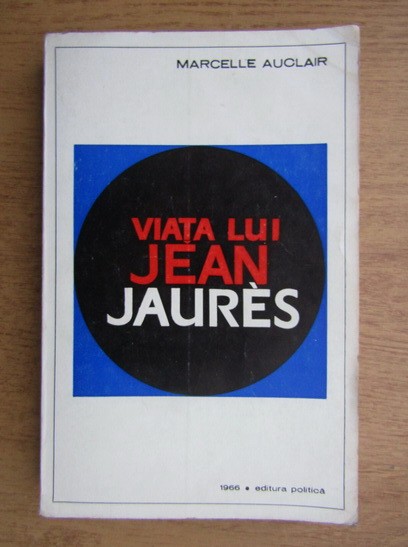 MARCELLE AUCLAIR
VIAȚA LUI
JEAN
JAURÈS
1966 • editura politică